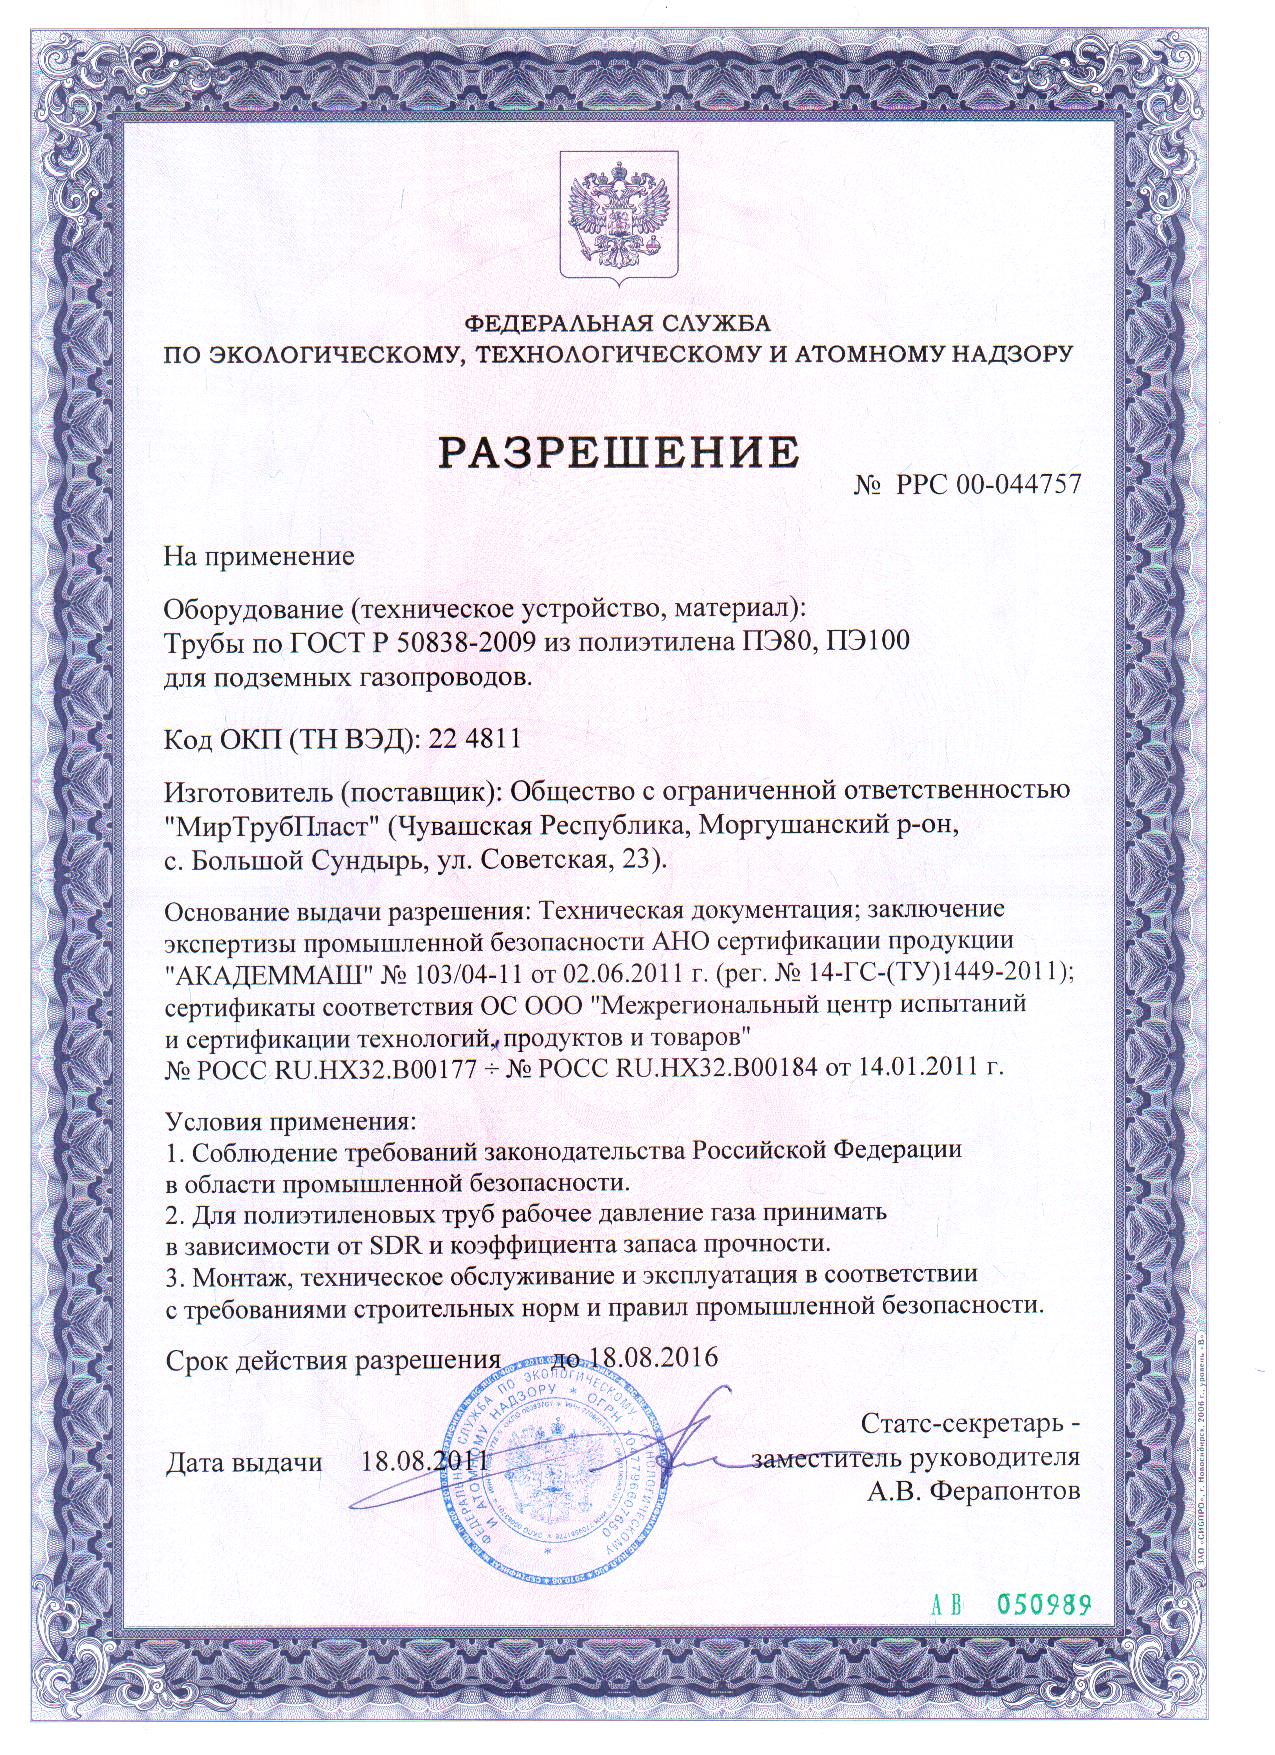 ФЕДЕРАЛЬНАЯ СЛУЖБА
ПО ЭКОЛОГИЧЕСКОМУ, ТЕХНОЛОГИЧЕСКОМУ И АТОМНОМУ НАДЗОРУ
РАЗРЕШЕНИЕ
№ РРС 00-044757
На применение
Оборудование (техническое устройство, материал):
Трубы по ГОСТ Р 50838-2009 из полиэтилена ПЭ80, ПЭ100
для подземных газопроводов.
Код ОКП (ТН ВЭД): 22 4811
Изготовитель (поставщик): Общество с ограниченной ответственностью
"МирТрубПласт" (Чувашская Республика, Моргушанский р-он,
с. Большой Сундырь, ул. Советская, 23).
Основание выдачи разрешения: Техническая документация; заключение
экспертизы промышленной безопасности АНО сертификации продукции
"АКАДЕММАШ" № 103/04-11 от 02.06.2011 г. (рег. № 14-ГС-(ТУ)1449-2011);
сертификаты соответствия ОС ООО "Межрегиональный центр испытаний
и сертификации технологий, продуктов и товаров"
№ РОСС RU.НХ32.В00177 ÷ № РОСС RU.НХ32.В00184 от 14.01.2011 г.
Условия применения:
1. Соблюдение требований законодательства Российской Федерации
в области промышленной безопасности.
2. Для полиэтиленовых труб рабочее давление газа принимать
в зависимости от SDR и коэффициента запаса прочности.
3. Монтаж, техническое обслуживание и эксплуатация в соответствии
с требованиями строительных норм и правил промышленной безопасности.
Срок действия разрешения до 18.08.2016
ФЕДЕРАЛЬНАЯ СЛУЖБА ПО ЭКОЛОГИЧЕСКОМУ, ТЕХНОЛОГИЧЕСКОМУ
И АТОМНОМУ НАДЗОРУ * ОГРН 1047796607650 *
Статс-секретарь -
Дата выдачи 18.08.2011 заместитель руководителя
А.В. Ферапонтов
АВ 050989
ЗАО «СИБПРО», г. Новосибирск, 2006 г., уровень «В»